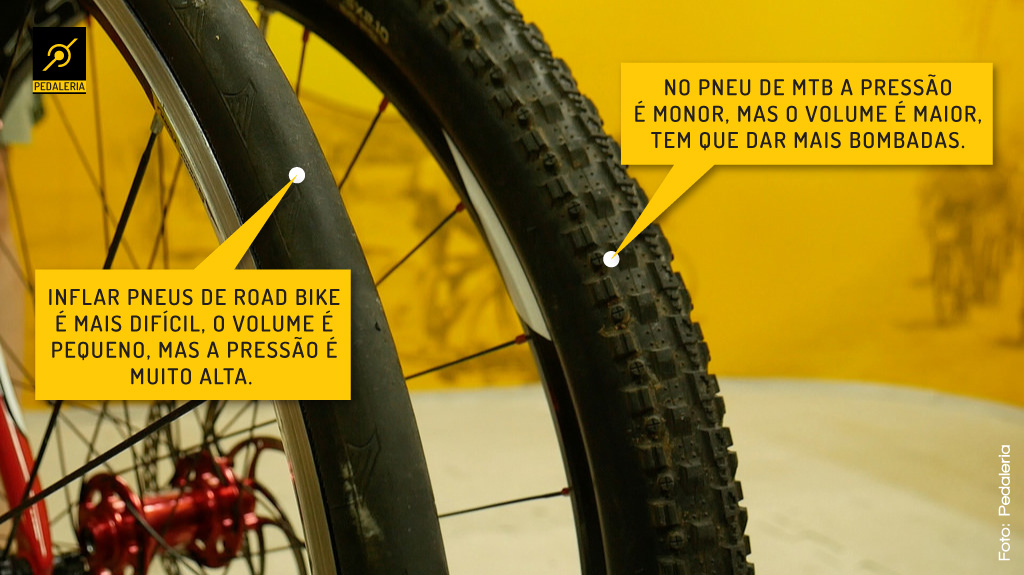 PEDALERIA
NO PNEU DE MTB A PRESSÃO
É MONOR, MAS O VOLUME É MAIOR,
TEM QUE DAR MAIS BOMBADAS.
INFLAR PNEUS DE ROAD BIKE
É MAIS DIFÍCIL, O VOLUME É
PEQUENO, MAS A PRESSÃO É
MUITO ALTA.
Foto: Pedaleria